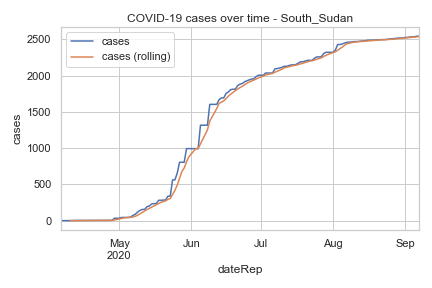 COVID-19 cases over time - South_Sudan
cases
cases (rolling)
cases
2500
2000
1500
1000
500
0
May
2020
Jun
Jul
Aug
Sep
dateRep